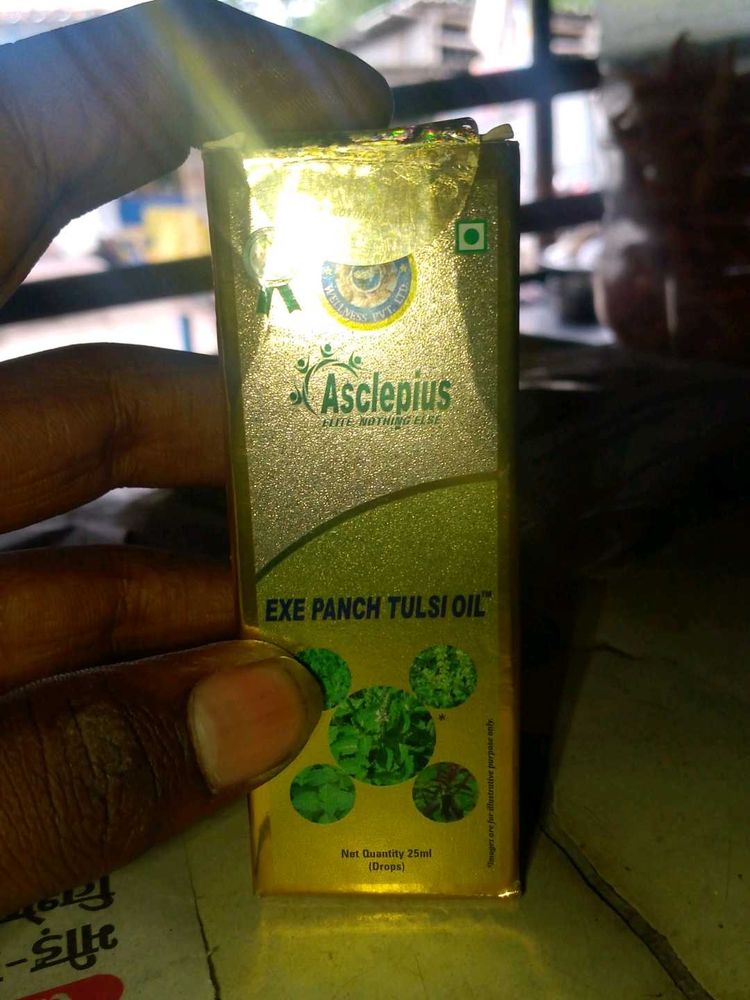 WELLNESS PVT. LTD.
Asclepius
ELITE NOTHING ELSE
EXE PANCH TULSI OIL™
*
*Images are for illustrative purpose only.
Net Quantity 25ml
(Drops)
भीड़-